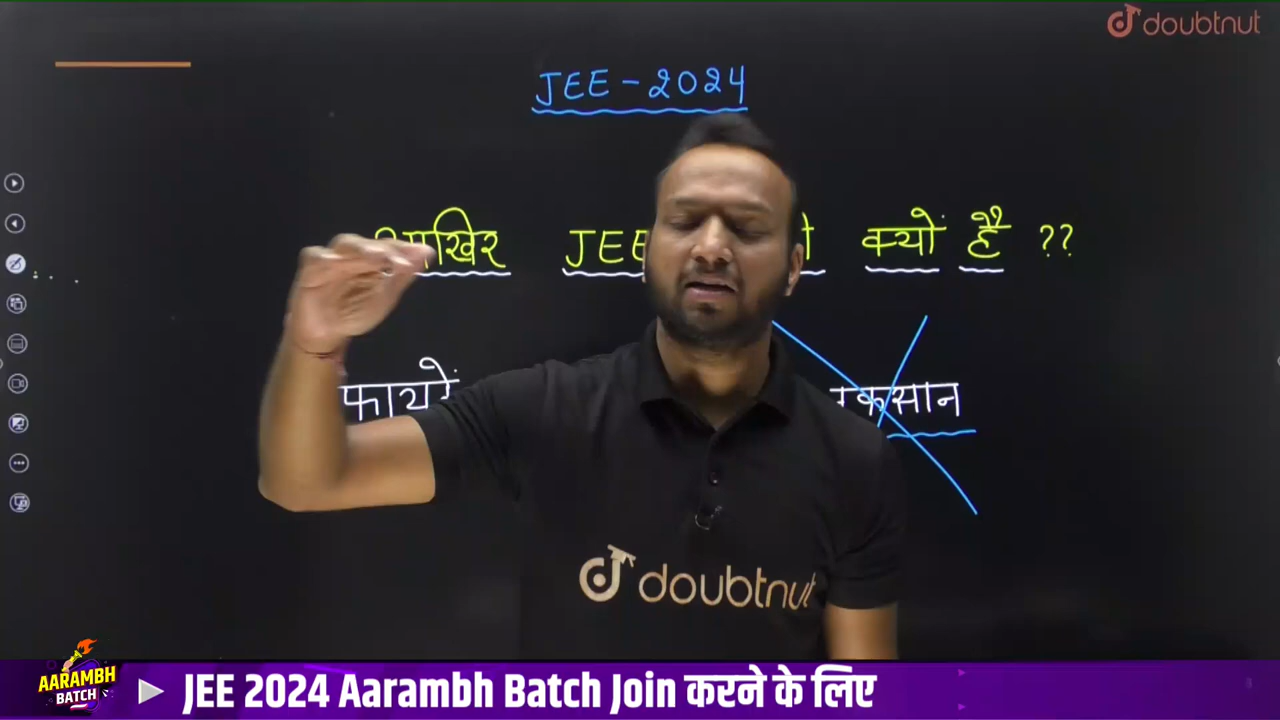 doubtnut
JEE - 2024
आखिर JEE क्यों है ??
फायदें
नुकसान
doubtnut
AARAMBH
BATCH
JEE 2024 Aarambh Batch Join करने के लिए